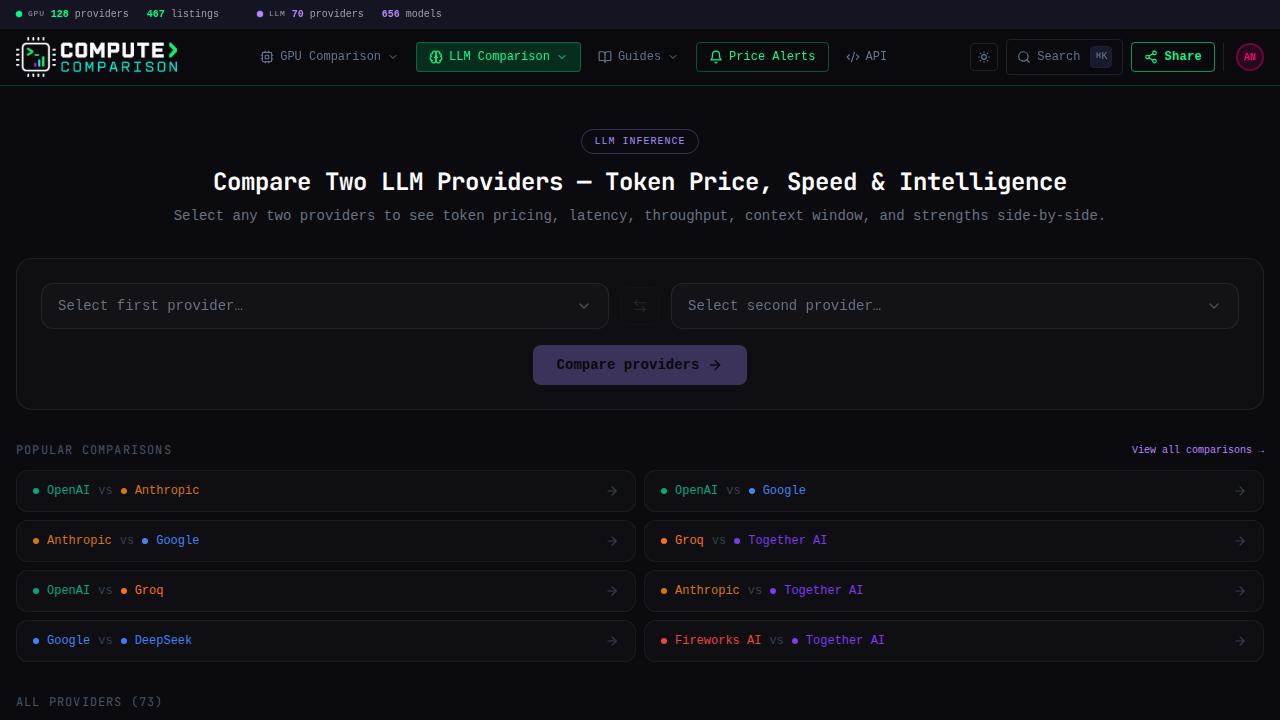 GPU 128 providers 467 listings LLM 70 providers 656 models
COMPUTE
COMPARISON
GPU Comparison LLM Comparison Guides Price Alerts API Search ⌘K Share AN
LLM INFERENCE
Compare Two LLM Providers — Token Price, Speed & Intelligence
Select any two providers to see token pricing, latency, throughput, context window, and strengths side-by-side.
Select first provider… Select second provider…
Compare providers →
POPULAR COMPARISONS View all comparisons →
OpenAI vs Anthropic → OpenAI vs Google →
Anthropic vs Google → Groq vs Together AI →
OpenAI vs Groq → Anthropic vs Together AI →
Google vs DeepSeek → Fireworks AI vs Together AI →
ALL PROVIDERS (73)